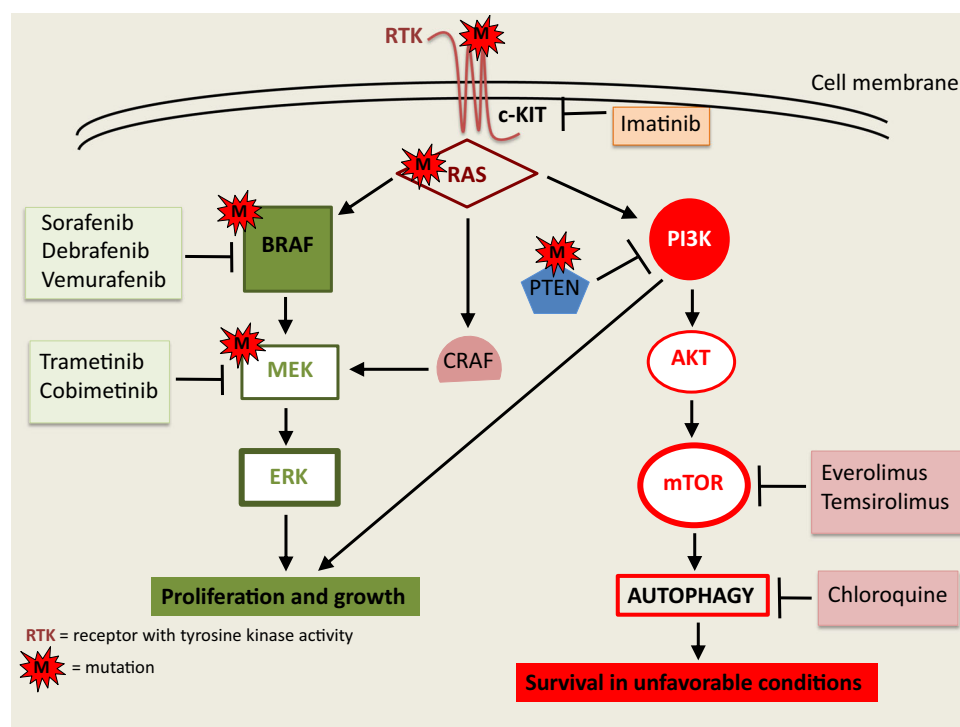 RTK
M
Cell membrane
c-KIT
Imatinib
M
RAS
M
Sorafenib
Debrafenib
Vemurafenib
BRAF
PI3K
M
PTEN
M
Trametinib
Cobimetinib
MEK
CRAF
AKT
ERK
mTOR
Everolimus
Temsirolimus
Proliferation and growth
AUTOPHAGY
Chloroquine
RTK = receptor with tyrosine kinase activity
M = mutation
Survival in unfavorable conditions